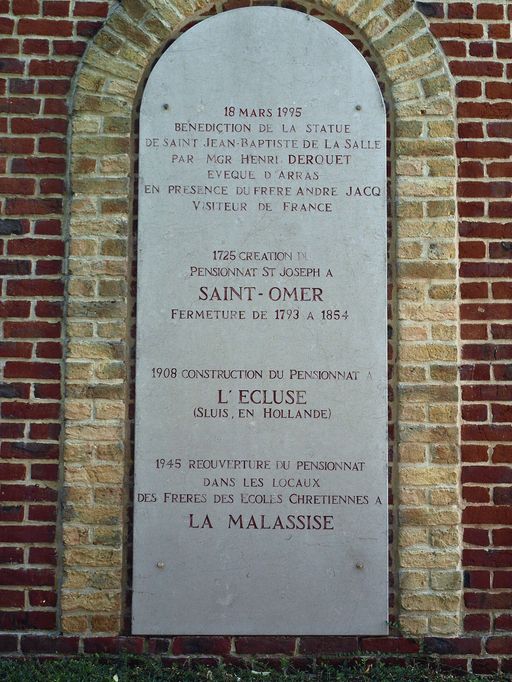 18 MARS 1995
BÉNÉDICTION DE LA STATUE
DE SAINT JEAN-BAPTISTE DE LA SALLE
PAR MGR HENRI DERQUET
EVEQUE D'ARRAS
EN PRESENCE DU FRERE ANDRE JACQ
VISITEUR DE FRANCE
1725 CREATION DU
PENSIONNAT ST JOSEPH A
SAINT-OMER
FERMETURE DE 1793 A 1854
1908 CONSTRUCTION DU PENSIONNAT A
L'ECLUSE
(SLUIS, EN HOLLANDE)
1945 REOUVERTURE DU PENSIONNAT
DANS LES LOCAUX
DES FRERES DES ECOLES CHRETIENNES A
LA MALASSISE